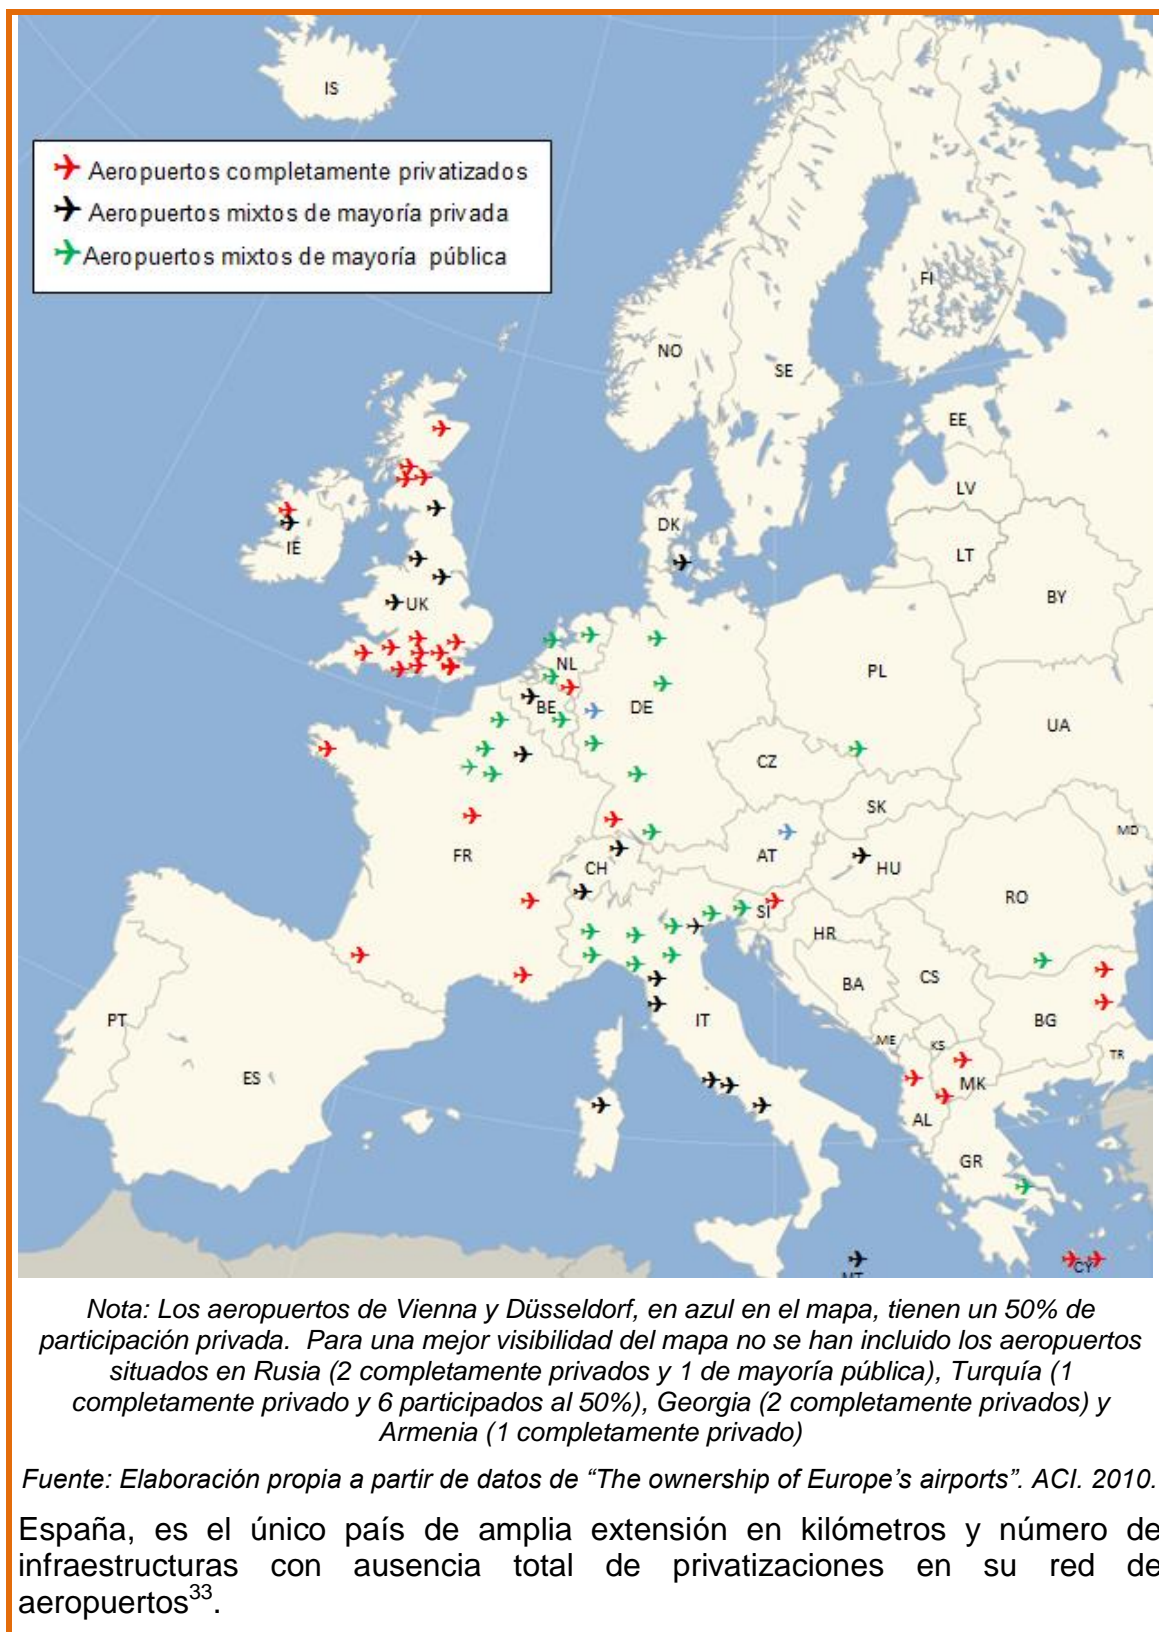 IS
Aeropuertos completamente privatizados
Aeropuertos mixtos de mayoría privada
Aeropuertos mixtos de mayoría pública
FI
NO
SE
EE
LV
DK
IE
LT
BY
UK
NL
PL
BE
DE
UA
CZ
SK
MD
FR
CH
AT
HU
RO
SI
HR
CS
BA
PT
IT
BG
ME
KS
TR
ES
MK
AL
GR
CY
MT
Nota: Los aeropuertos de Vienna y Düsseldorf, en azul en el mapa, tienen un 50% de
participación privada. Para una mejor visibilidad del mapa no se han incluido los aeropuertos
situados en Rusia (2 completamente privados y 1 de mayoría pública), Turquía (1
completamente privado y 6 participados al 50%), Georgia (2 completamente privados) y
Armenia (1 completamente privado)
Fuente: Elaboración propia a partir de datos de “The ownership of Europe’s airports”. ACI. 2010.
España, es el único país de amplia extensión en kilómetros y número de
infraestructuras con ausencia total de privatizaciones en su red de
aeropuertos33.